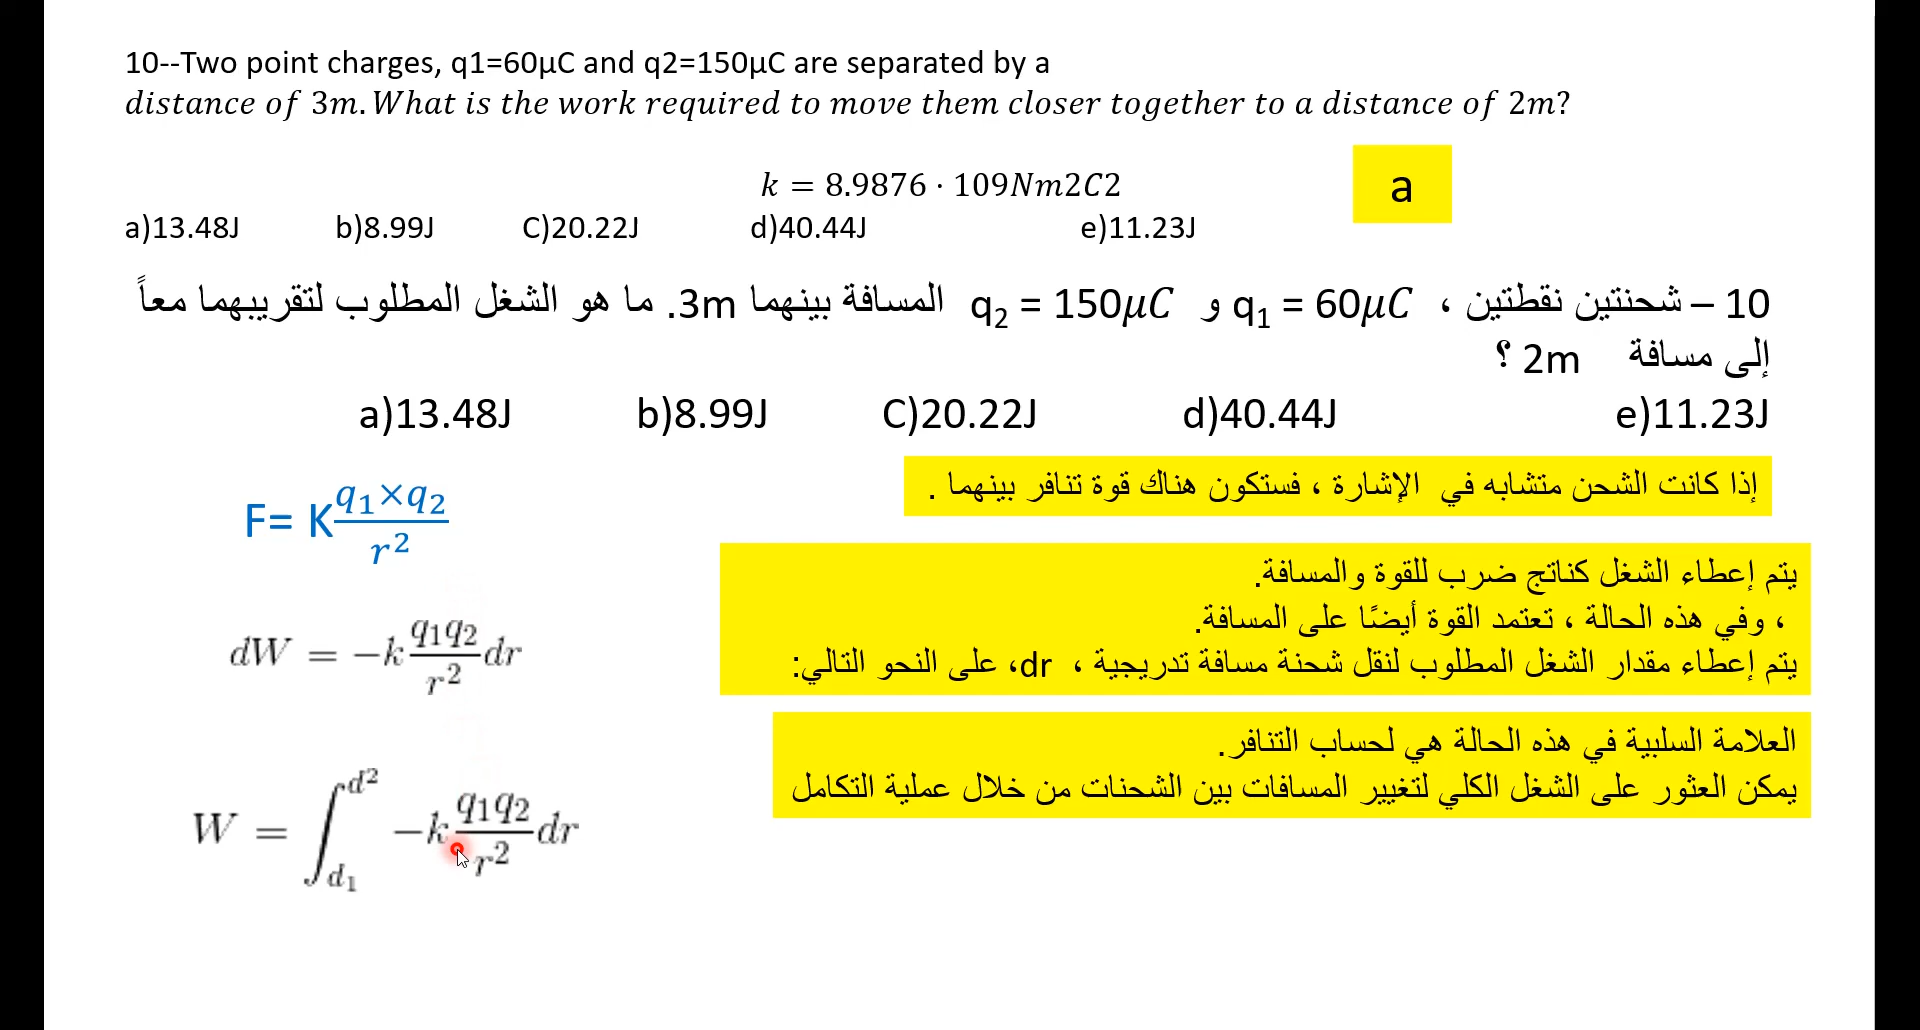 10--Two point charges, q1=60μC and q2=150μC are separated by a
distance of 3m.What is the work required to move them closer together to a distance of 2m?
k = 8.9876 · 109Nm2C2
a
a)13.48J b)8.99J C)20.22J d)40.44J e)11.23J
10 – شحنتين نقطتين ، q₁ = 60μC و q₂ = 150μC المسافة بينهما 3m. ما هو الشغل المطلوب لتقريبهما معاً
إلى مسافة 2m ؟
a)13.48J b)8.99J C)20.22J d)40.44J e)11.23J
إذا كانت الشحن متشابه في الإشارة ، فستكون هناك قوة تنافر بينهما .
F= K q₁×q₂ / r²
يتم إعطاء الشغل كناتج ضرب للقوة والمسافة.
، وفي هذه الحالة ، تعتمد القوة أيضًا على المسافة.
يتم إعطاء مقدار الشغل المطلوب لنقل شحنة مسافة تدريجية ، dr، على النحو التالي:
dW = −k q₁q₂ / r² dr
العلامة السلبية في هذه الحالة هي لحساب التنافر.
يمكن العثور على الشغل الكلي لتغيير المسافات بين الشحنات من خلال عملية التكامل
W = ∫ d₁ d² −k q₁q₂ / r² dr